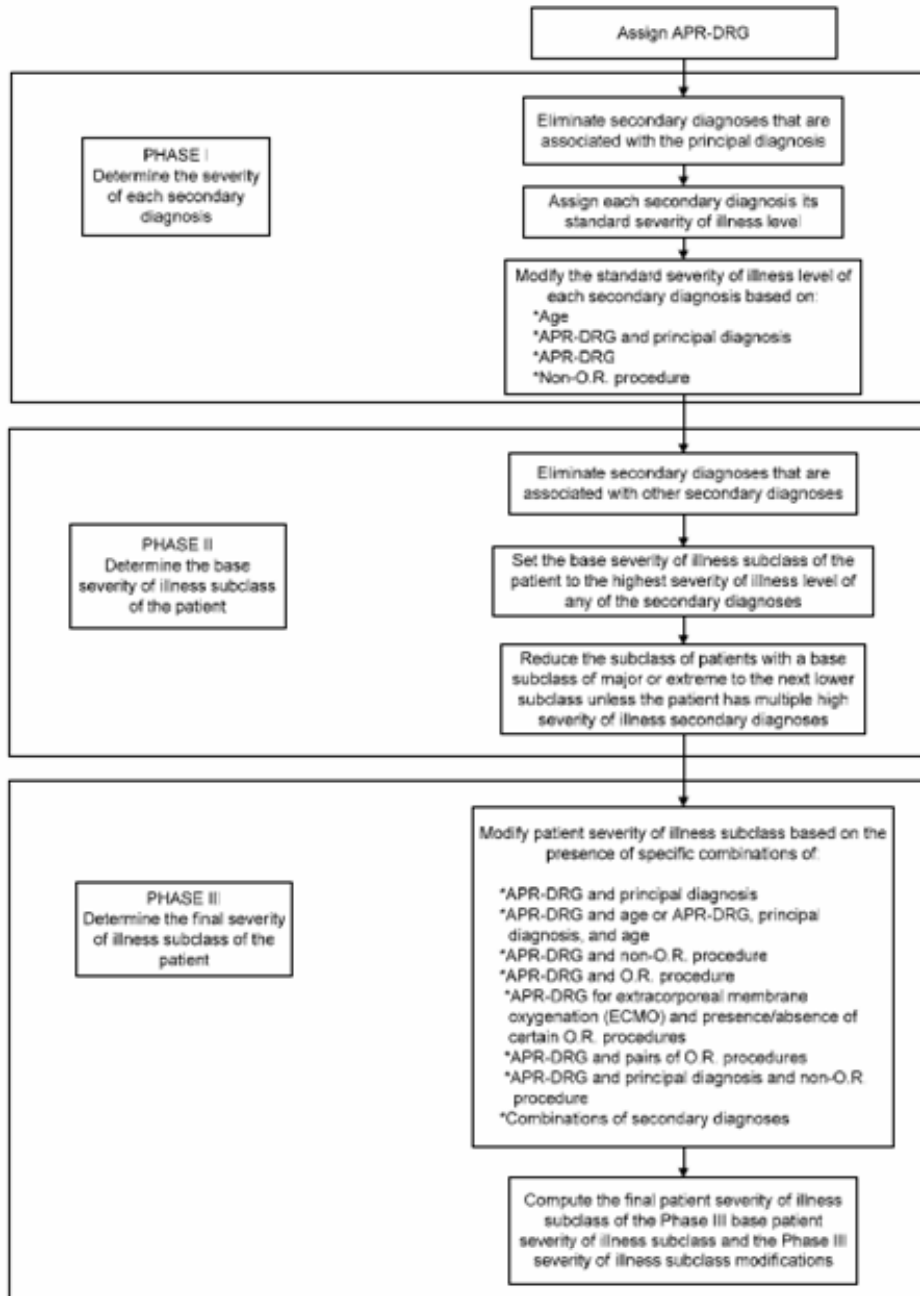 Assign APR-DRG
PHASE I
Determine the severity
of each secondary
diagnosis
Eliminate secondary diagnoses that are
associated with the principal diagnosis
Assign each secondary diagnosis its
standard severity of illness level
Modify the standard severity of illness level of
each secondary diagnosis based on:
*Age
*APR-DRG and principal diagnosis
*APR-DRG
*Non-O.R. procedure
PHASE II
Determine the base
severity of illness subclass
of the patient
Eliminate secondary diagnoses that are
associated with other secondary diagnoses
Set the base severity of illness subclass of the
patient to the highest severity of illness level of
any of the secondary diagnoses
Reduce the subclass of patients with a base
subclass of major or extreme to the next lower
subclass unless the patient has multiple high
severity of illness secondary diagnoses
PHASE III
Determine the final severity
of illness subclass of the
patient
Modify patient severity of illness subclass based on the
presence of specific combinations of:
*APR-DRG and principal diagnosis
*APR-DRG and age or APR-DRG, principal
diagnosis, and age
*APR-DRG and non-O.R. procedure
*APR-DRG and O.R. procedure
*APR-DRG for extracorporeal membrane
oxygenation (ECMO) and presence/absence of
certain O.R. procedures
*APR-DRG and pairs of O.R. procedures
*APR-DRG and principal diagnosis and non-O.R.
procedure
*Combinations of secondary diagnoses
Compute the final patient severity of illness
subclass of the Phase III base patient
severity of illness subclass and the Phase III
severity of illness subclass modifications